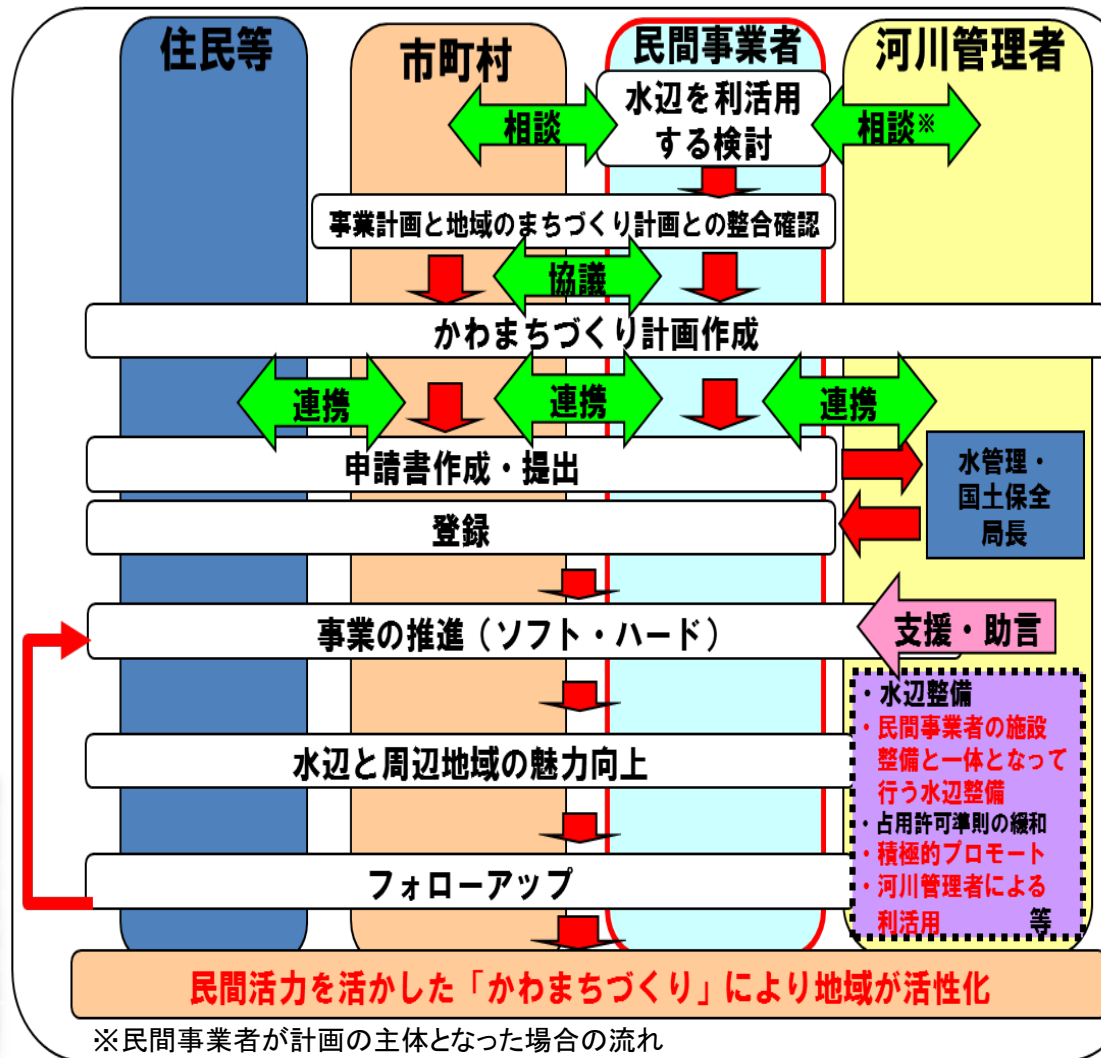 住民等
市町村
民間事業者
河川管理者
水辺を利活用
する検討
相談
相談※
事業計画と地域のまちづくり計画との整合確認
協議
かわまちづくり計画作成
連携
連携
連携
申請書作成・提出
水管理・
国土保全
局長
登録
事業の推進（ソフト・ハード）
支援・助言
・水辺整備
・民間事業者の施設
整備と一体となって
行う水辺整備
・占用許可準則の緩和
・積極的プロモート
・河川管理者による
利活用 等
水辺と周辺地域の魅力向上
フォローアップ
民間活力を活かした「かわまちづくり」により地域が活性化
※民間事業者が計画の主体となった場合の流れ